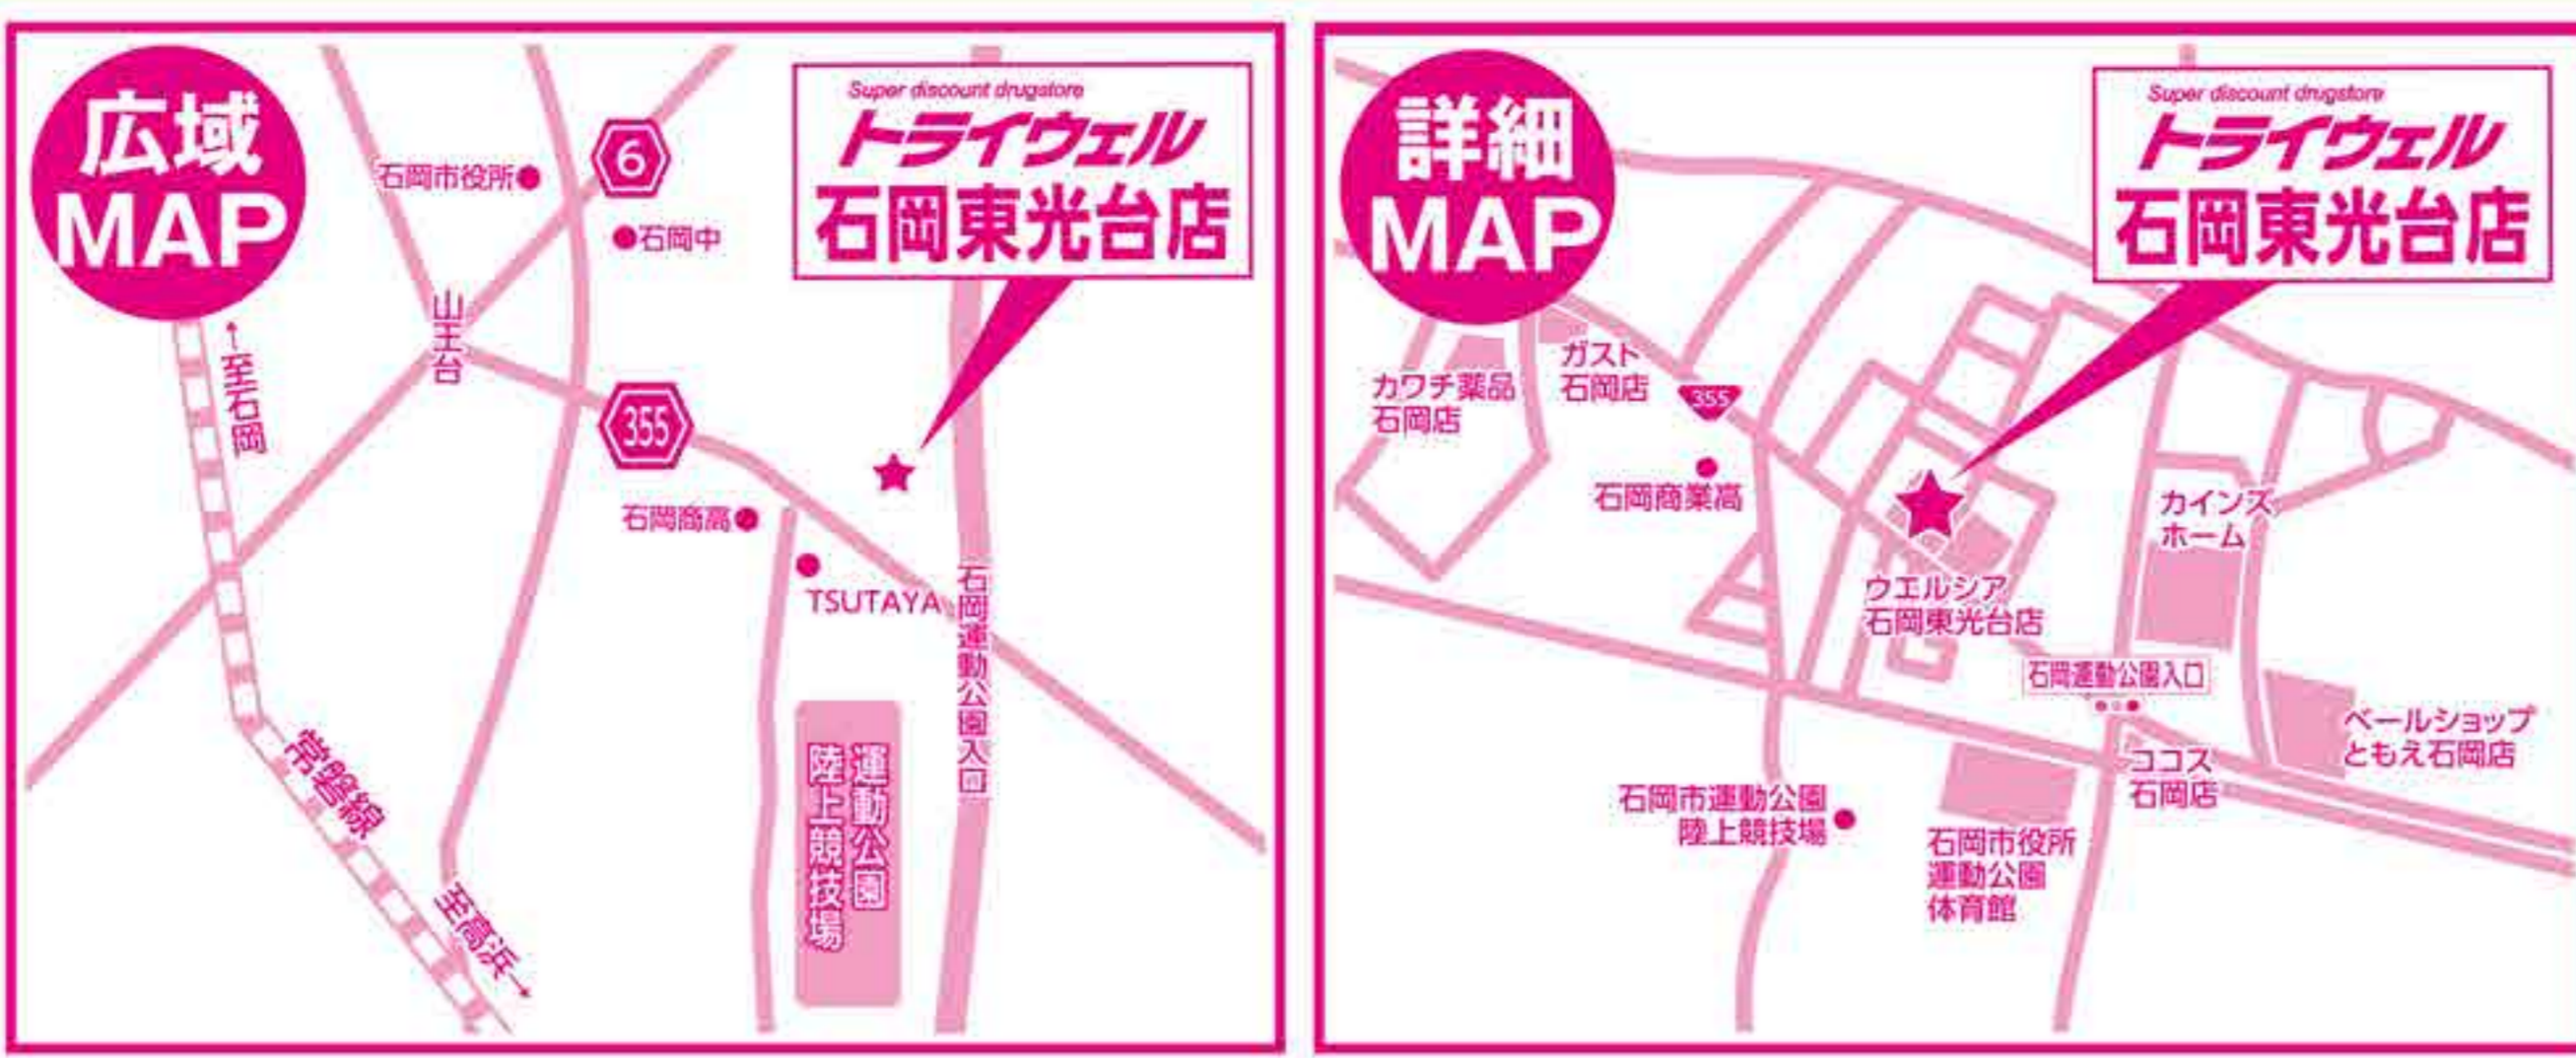 広域
MAP
Super discount drugstore
トライウェル
石岡東光台店
6
石岡市役所
石岡中
山王台
↑至石岡
355
石岡商高
TSUTAYA
石岡運動公園入口
運動公園
陸上競技場
常磐線
至高浜→
詳細
MAP
Super discount drugstore
トライウェル
石岡東光台店
ガスト
石岡店
カワチ薬品
石岡店
355
石岡商業高
カインズ
ホーム
ウエルシア
石岡東光台店
石岡運動公園入口
ベールショップ
ともえ石岡店
ココス
石岡店
石岡市運動公園
陸上競技場
石岡市役所
運動公園
体育館